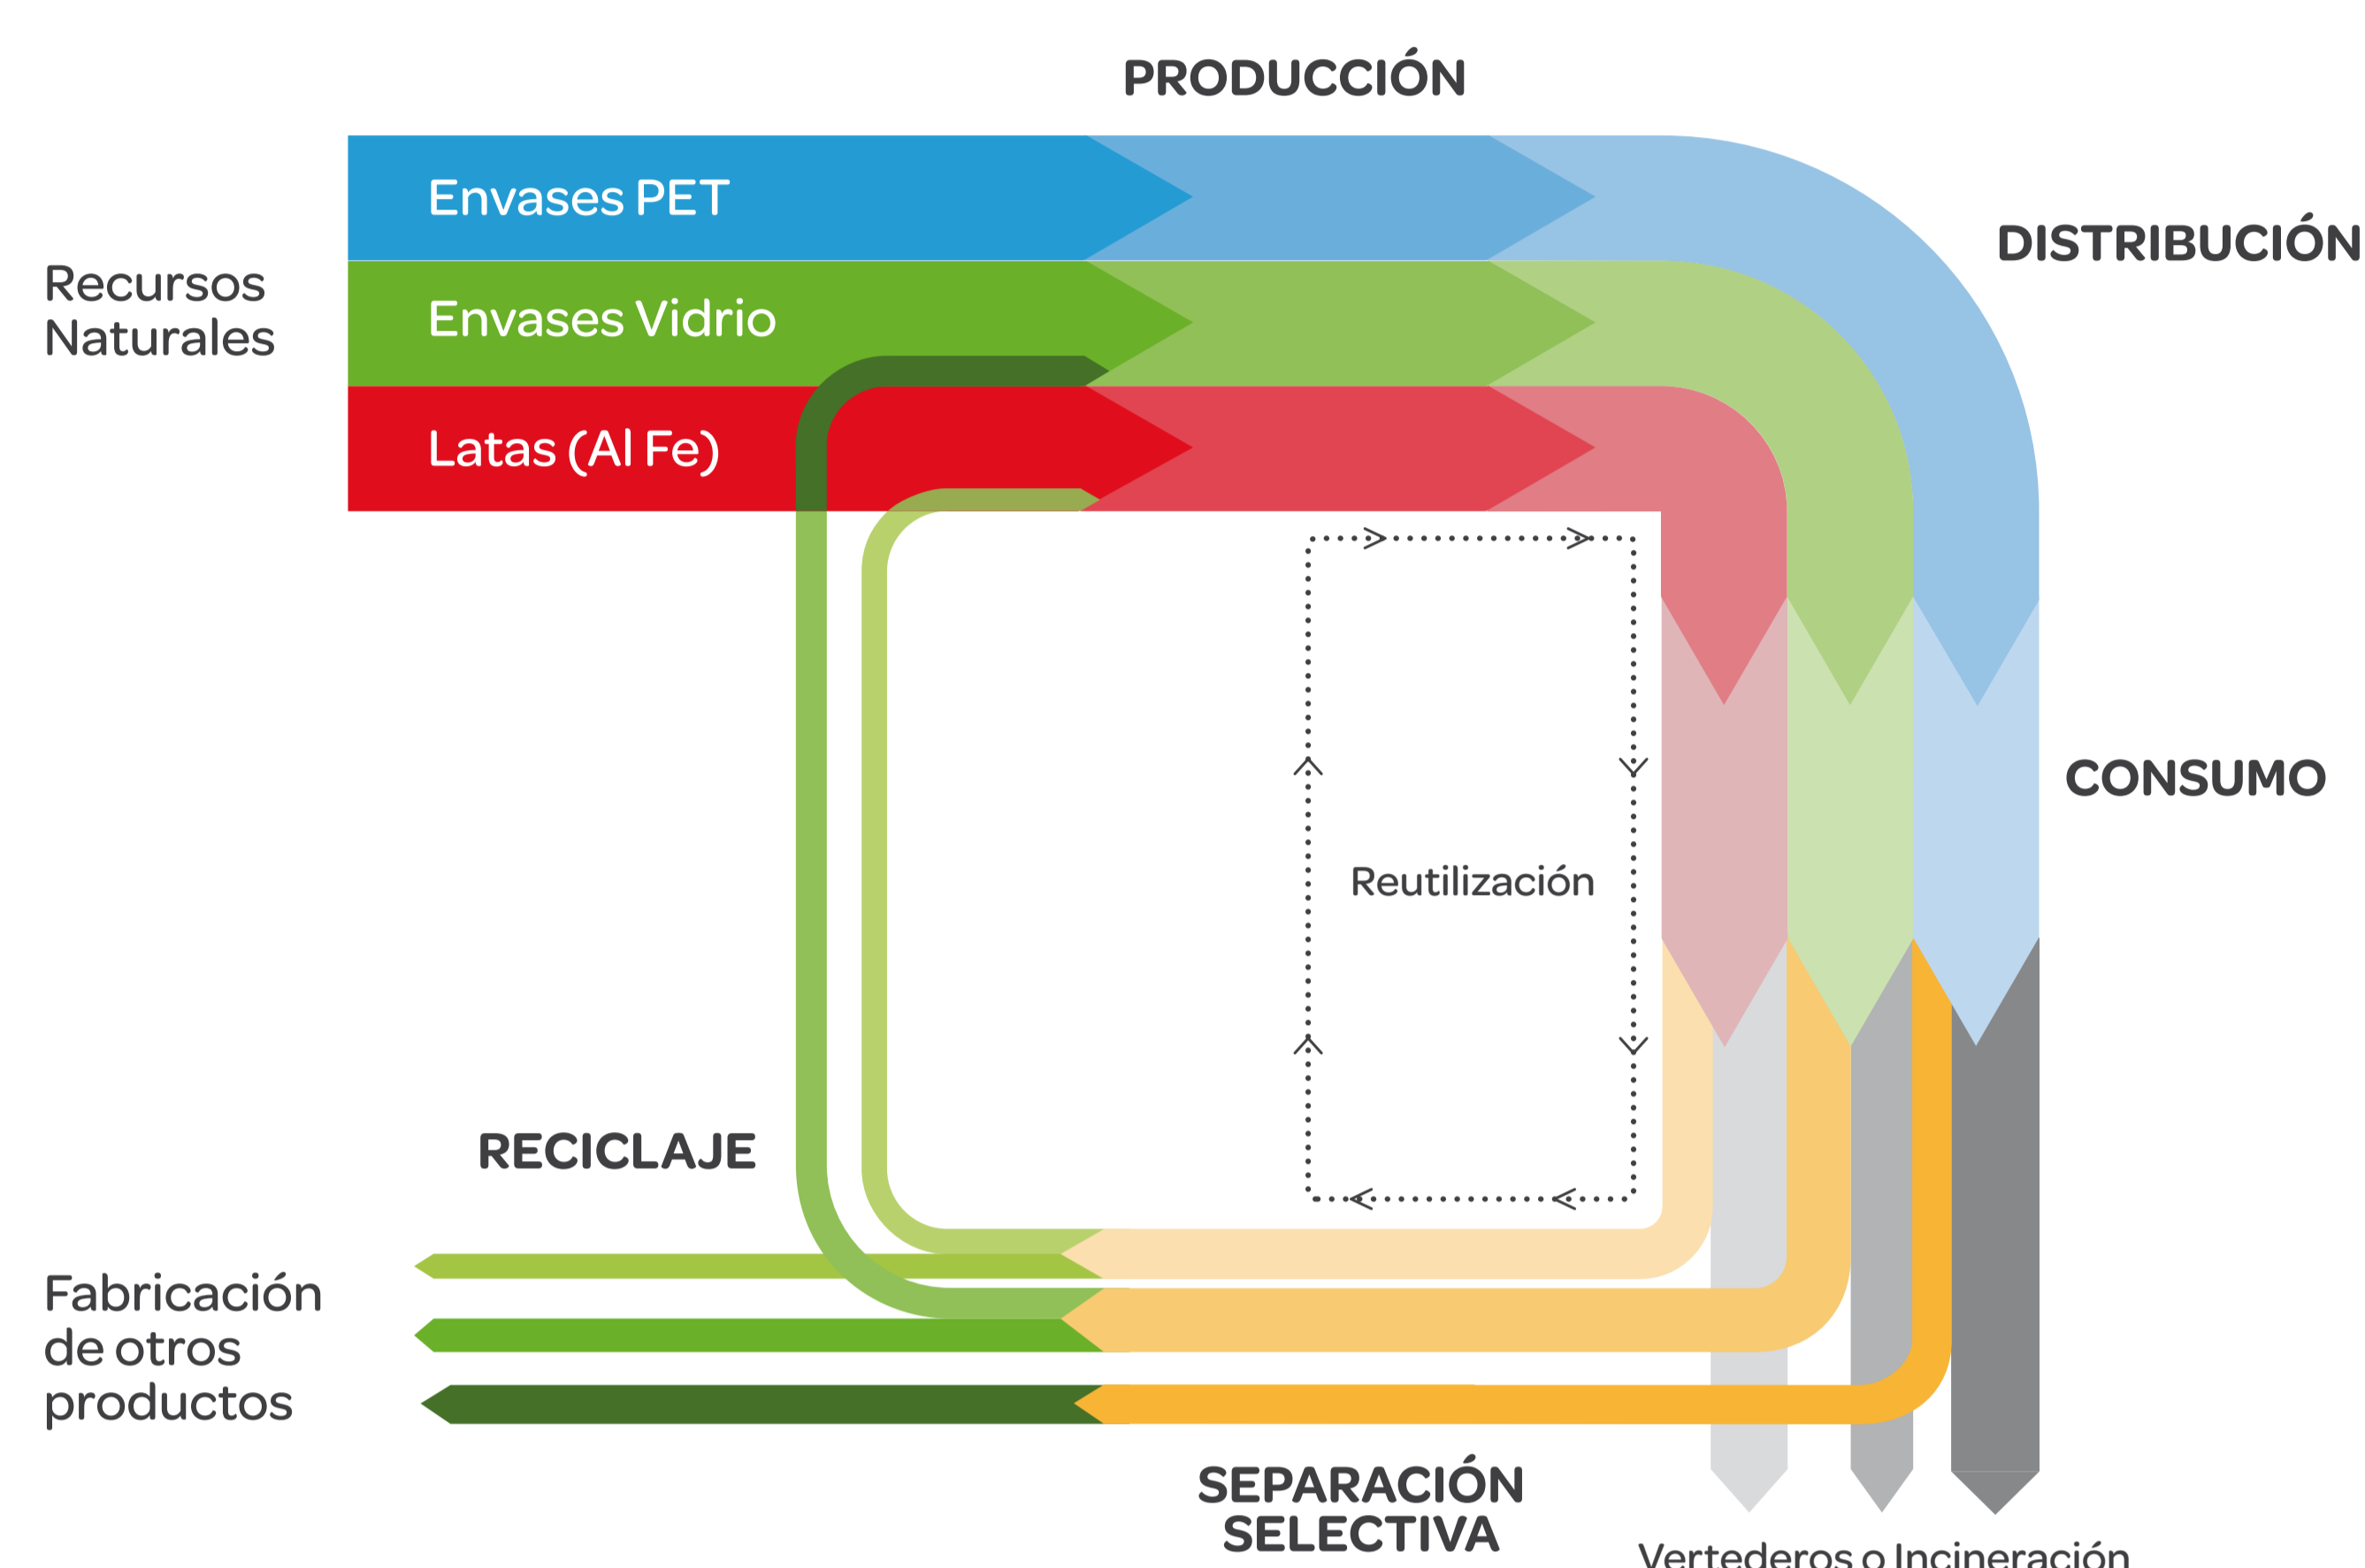 PRODUCCIÓN
Envases PET
DISTRIBUCIÓN
Recursos
Naturales
Envases Vidrio
Latas (Al Fe)
CONSUMO
Reutilización
RECICLAJE
Fabricación
de otros
productos
SEPARACIÓN
SELECTIVA
Vertederos o Incineración